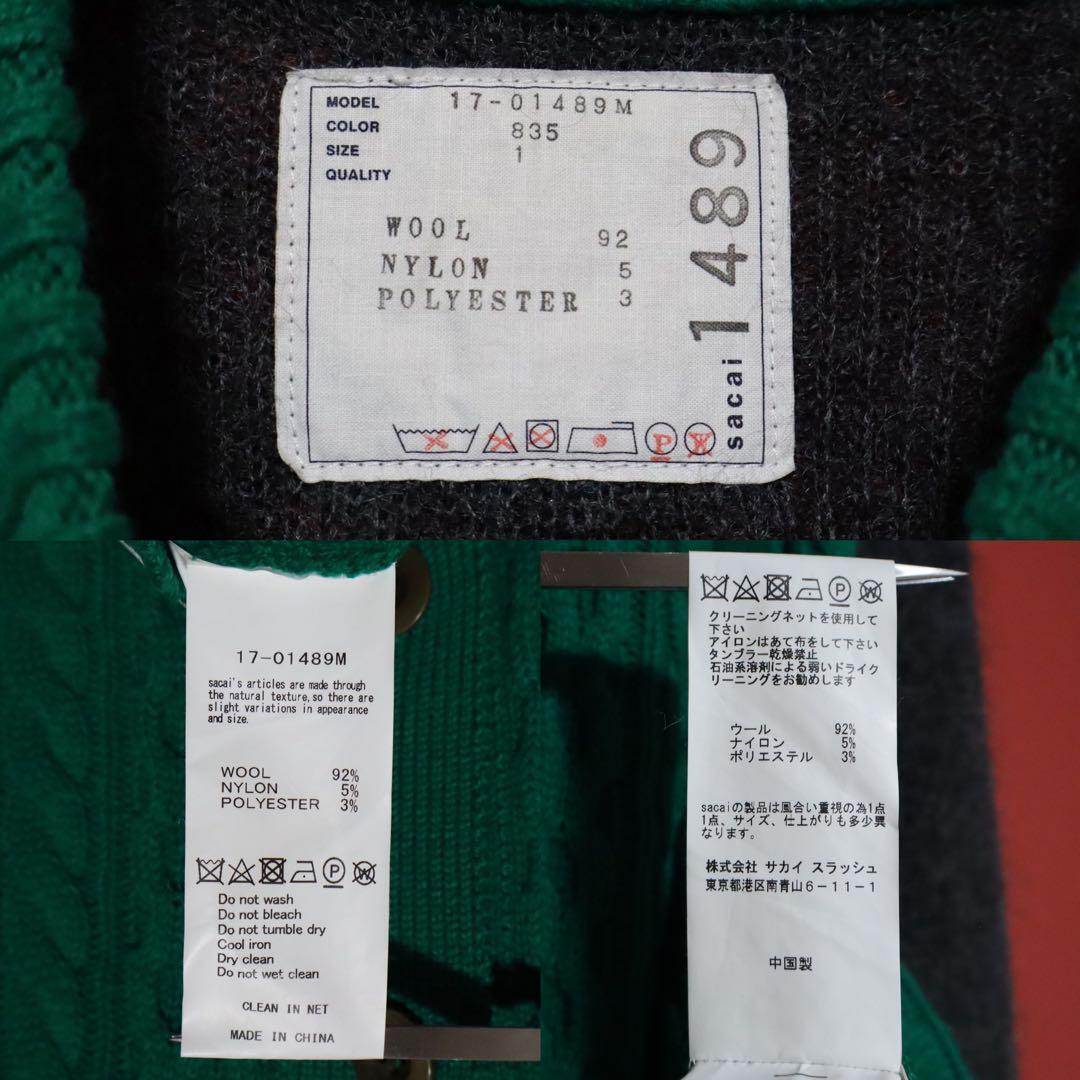 MODEL 17-01489M
COLOR 835
SIZE 1
QUALITY
WOOL 92
NYLON 5
POLYESTER 3
P W
sacai 1489
17-01489M
sacai's articles are made through
the natural texture, so there are
slight variations in appearance
and size.
WOOL 92%
NYLON 5%
POLYESTER 3%
P W
Do not wash
Do not bleach
Do not tumble dry
Cool iron
Dry clean
Do not wet clean
CLEAN IN NET
MADE IN CHINA
P W
クリーニングネットを使用して
下さい
アイロンはあて布をして下さい
タンブラー乾燥禁止
石油系溶剤による弱いドライク
リーニングをお勧めします
ウール 92%
ナイロン 5%
ポリエステル 3%
sacaiの製品は風合い重視の為1点
1点、サイズ、仕上がりも多少異
なります。
株式会社 サカイ スラッシュ
東京都港区南青山6-11-1
中国製